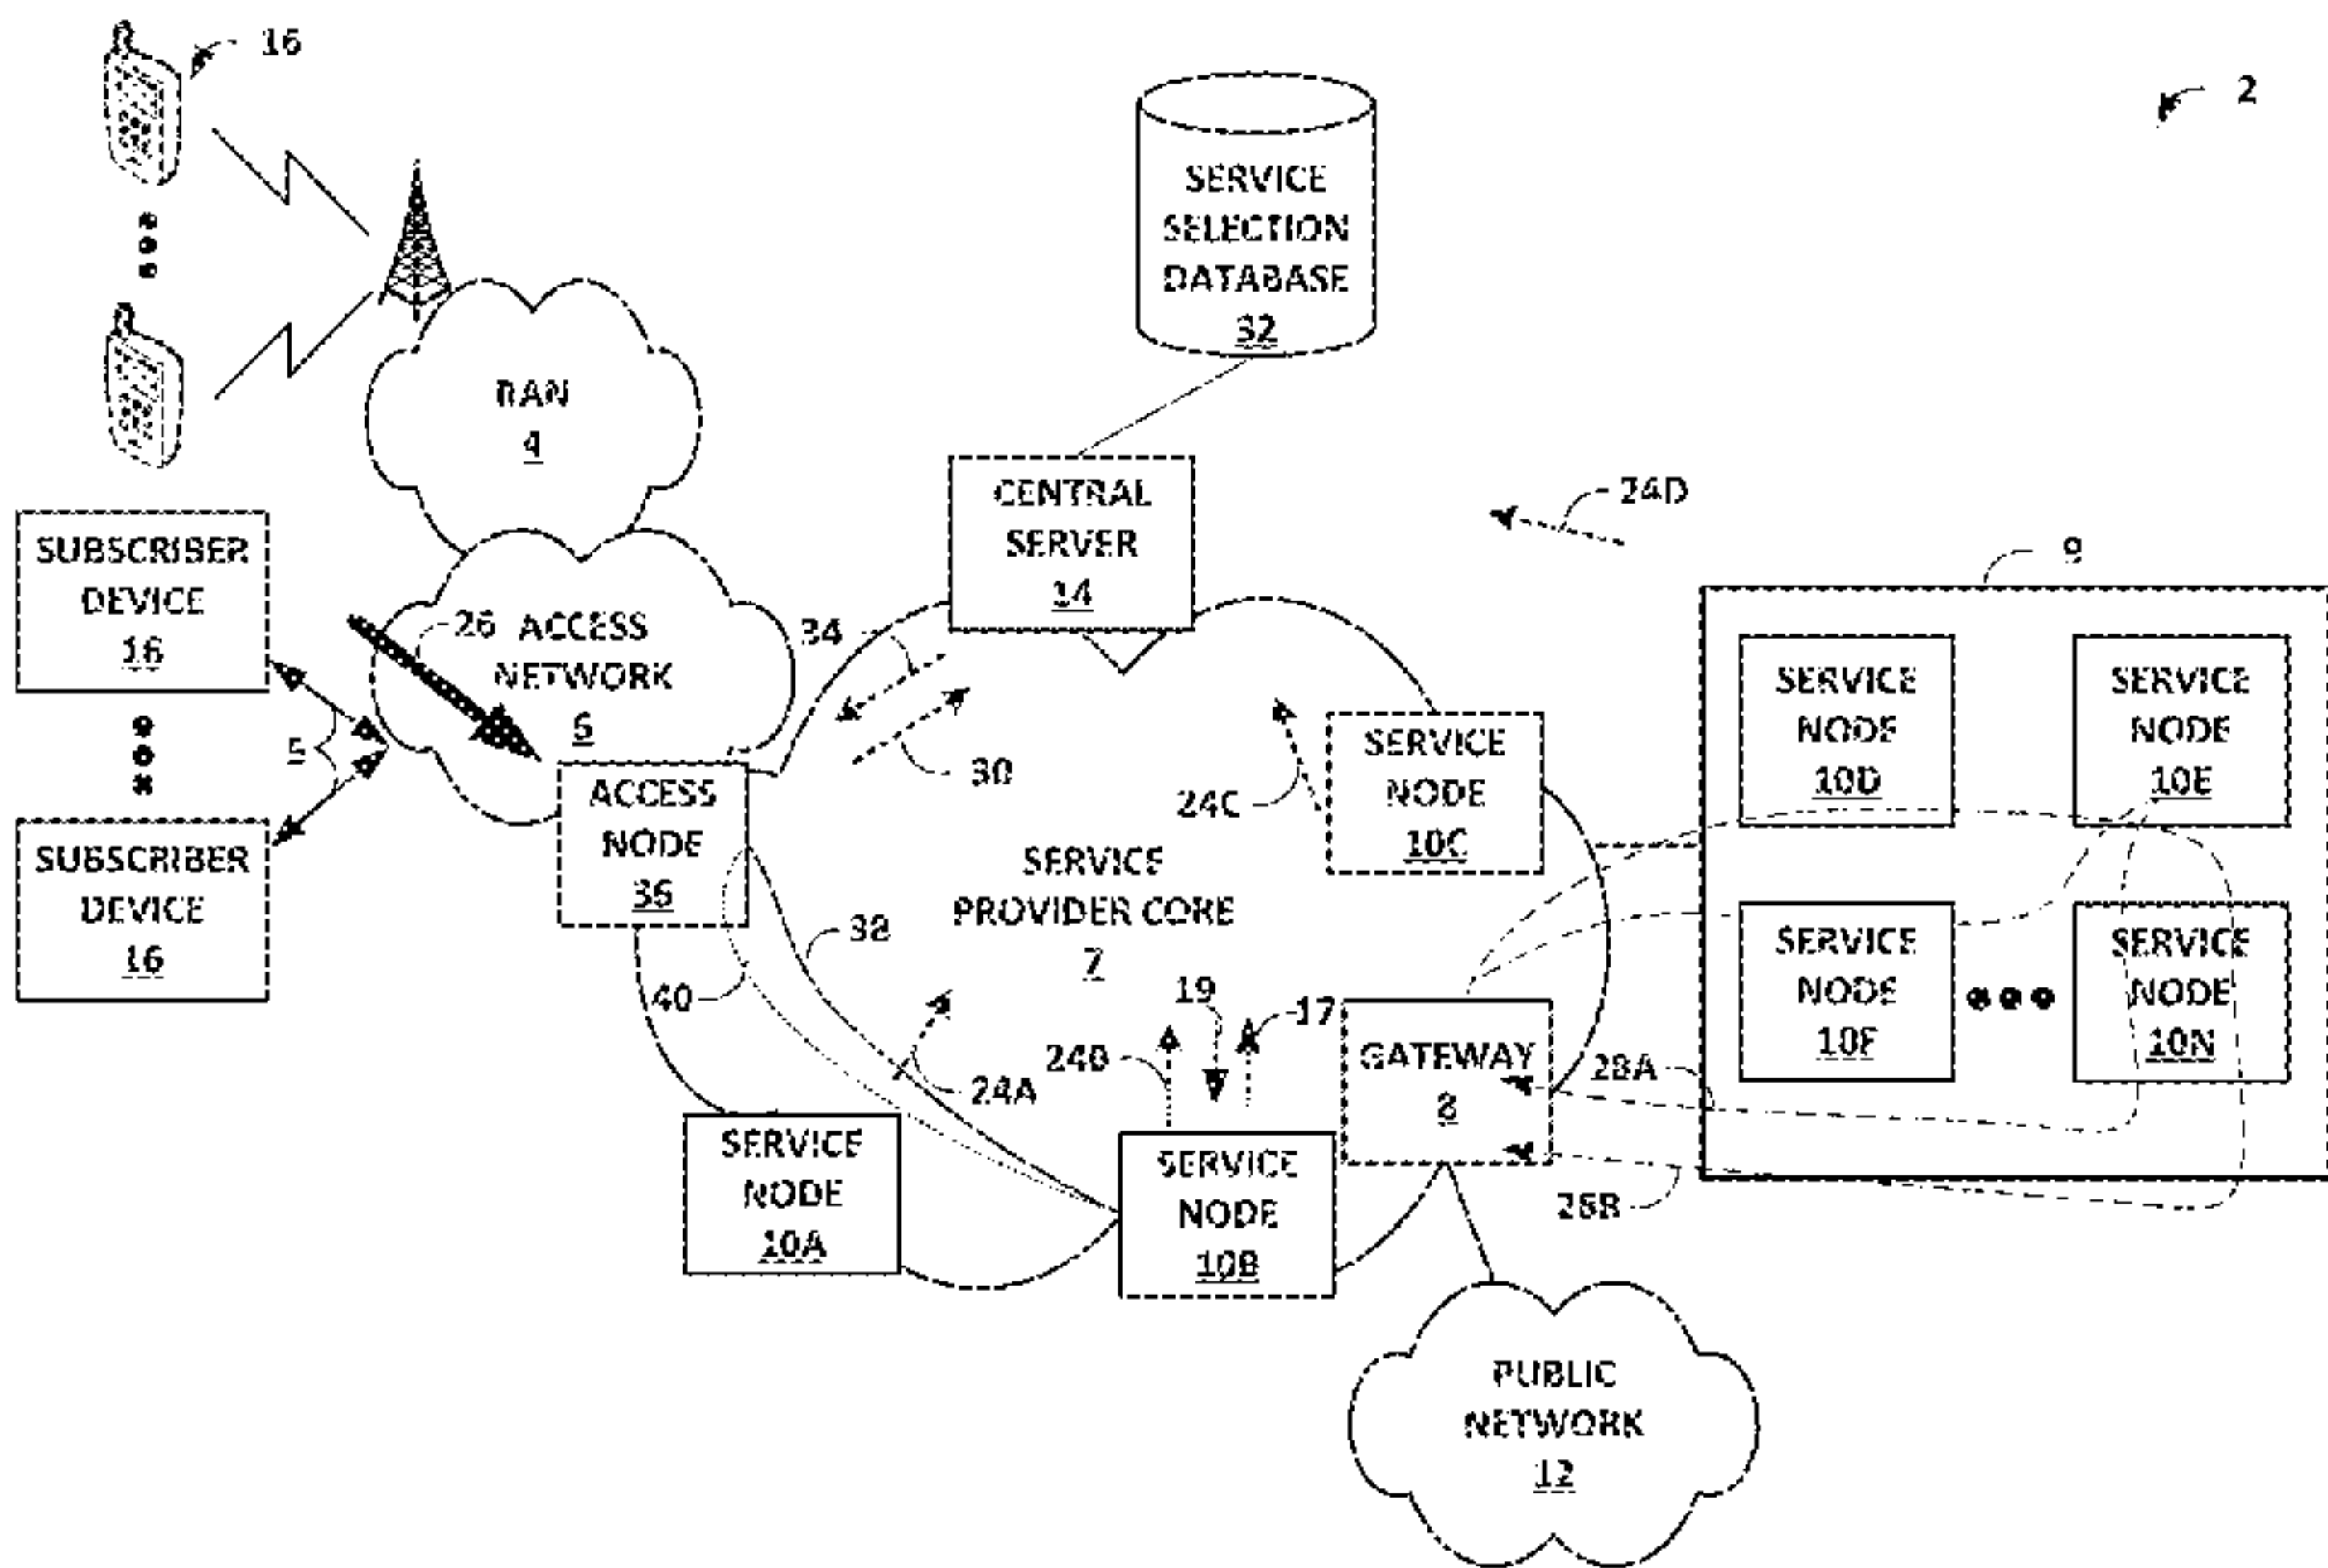 16
2
SERVICE
SELECTION
DATABASE
32
RAN
4
CENTRAL
SERVER
14
24D
9
SUBSCRIBER
DEVICE
16
26
ACCESS
NETWORK
6
34
30
5
SUBSCRIBER
DEVICE
16
ACCESS
NODE
36
SERVICE
NODE
10C
24C
SERVICE
NODE
10D
SERVICE
NODE
10E
SERVICE
NODE
10F
SERVICE
NODE
10N
SERVICE
PROVIDER CORE
7
38
40
24A
24B
19
17
GATEWAY
8
28A
28B
SERVICE
NODE
10A
SERVICE
NODE
10B
PUBLIC
NETWORK
12